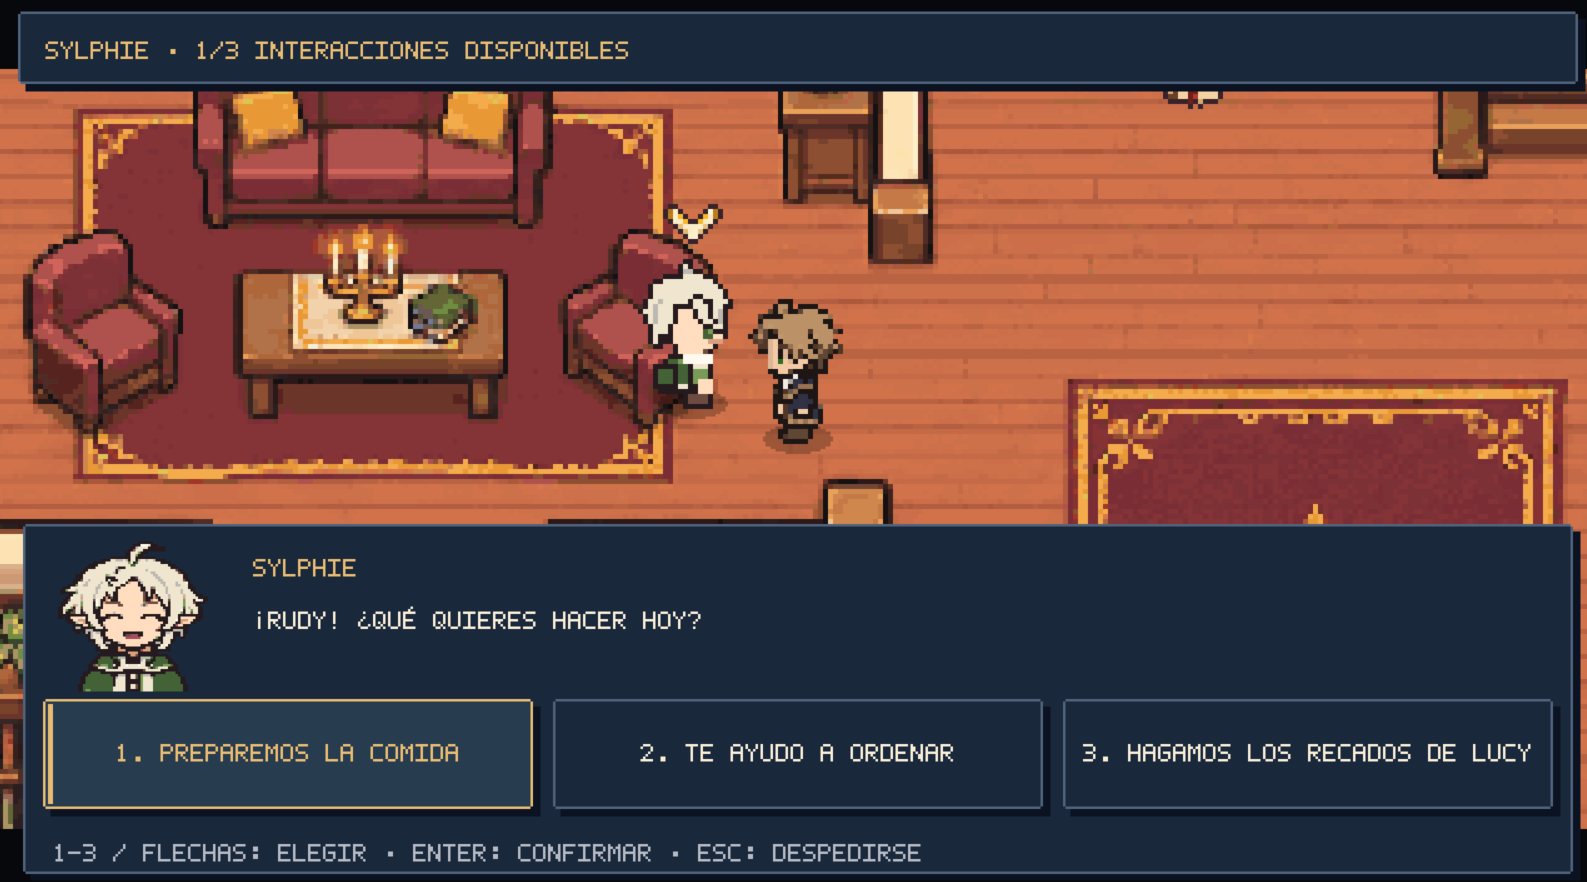 SYLPHIE · 1/3 INTERACCIONES DISPONIBLES
SYLPHIE
¡RUDY! ¿QUÉ QUIERES HACER HOY?
1. PREPAREMOS LA COMIDA
2. TE AYUDO A ORDENAR
3. HAGAMOS LOS RECADOS DE LUCY
1-3 / FLECHAS: ELEGIR · ENTER: CONFIRMAR · ESC: DESPEDIRSE